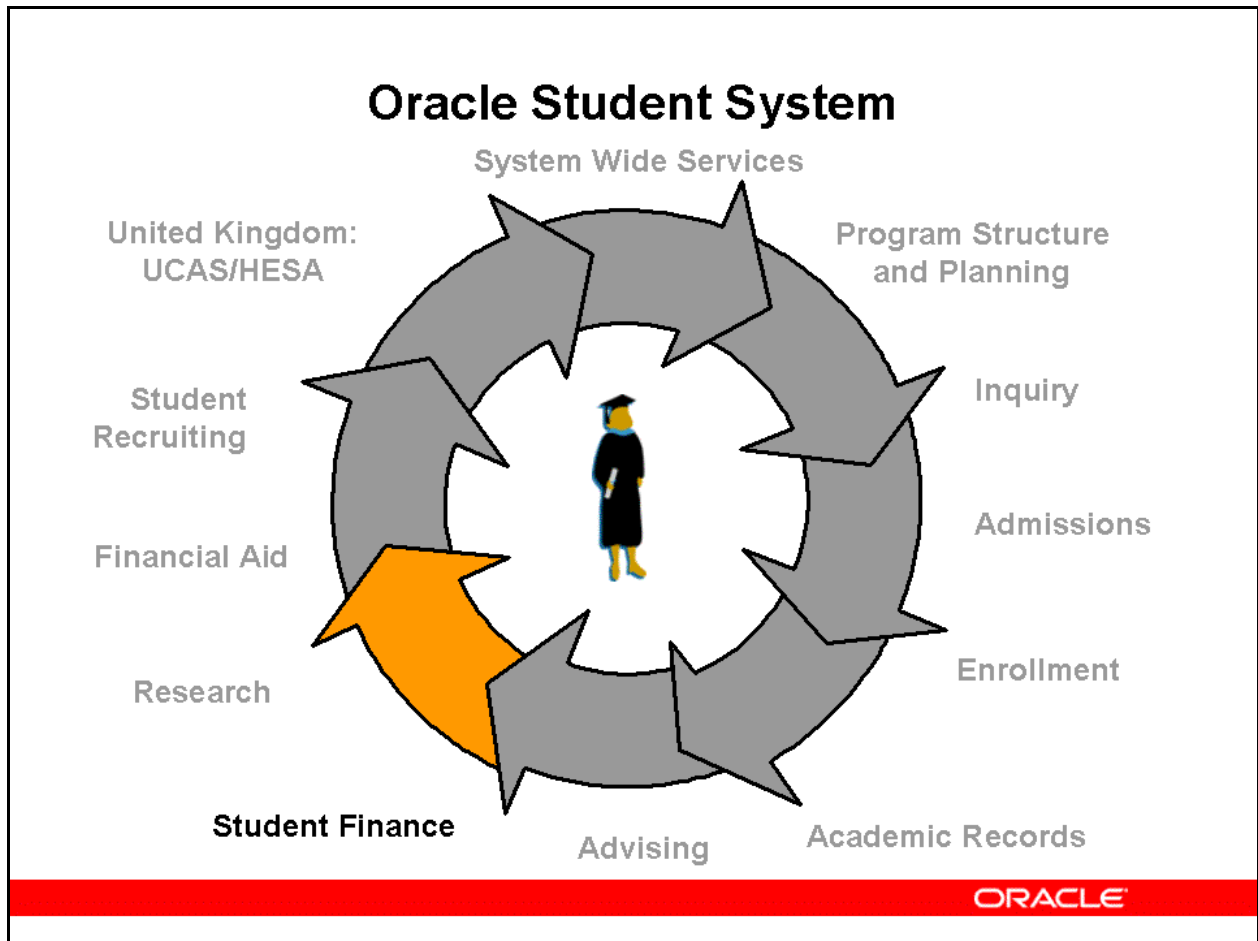 Oracle Student System
System Wide Services
United Kingdom:
UCAS/HESA
Program Structure
and Planning
Student
Recruiting
Inquiry
Financial Aid
Admissions
Research
Enrollment
Student Finance
Advising
Academic Records
ORACLE